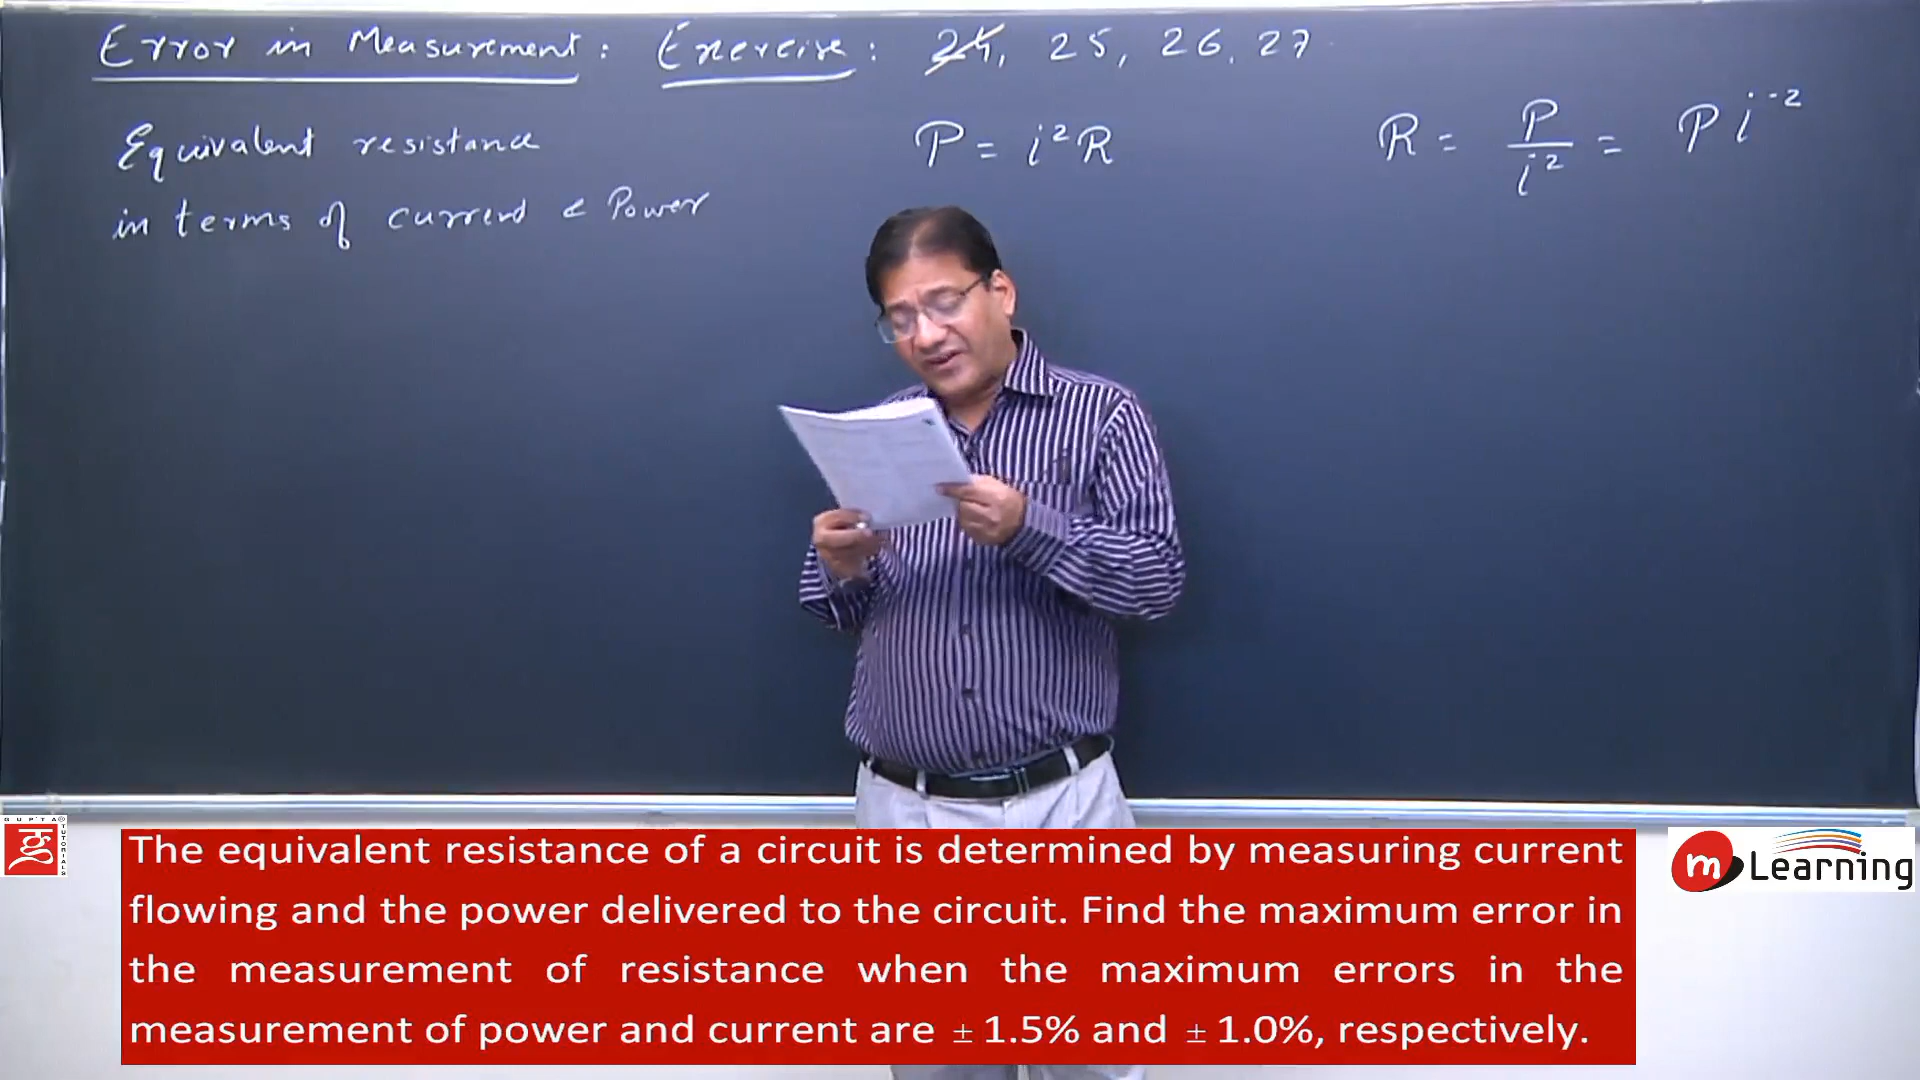 Error in Measurement : Exercise : 24, 25, 26, 27
Equivalent resistance
in terms of current & Power
P = i²R
R = P/i² = P i⁻²
GUPTA®
TUTORIALS
The equivalent resistance of a circuit is determined by measuring current
flowing and the power delivered to the circuit. Find the maximum error in
the measurement of resistance when the maximum errors in the
measurement of power and current are ± 1.5% and ± 1.0%, respectively.
m Learning